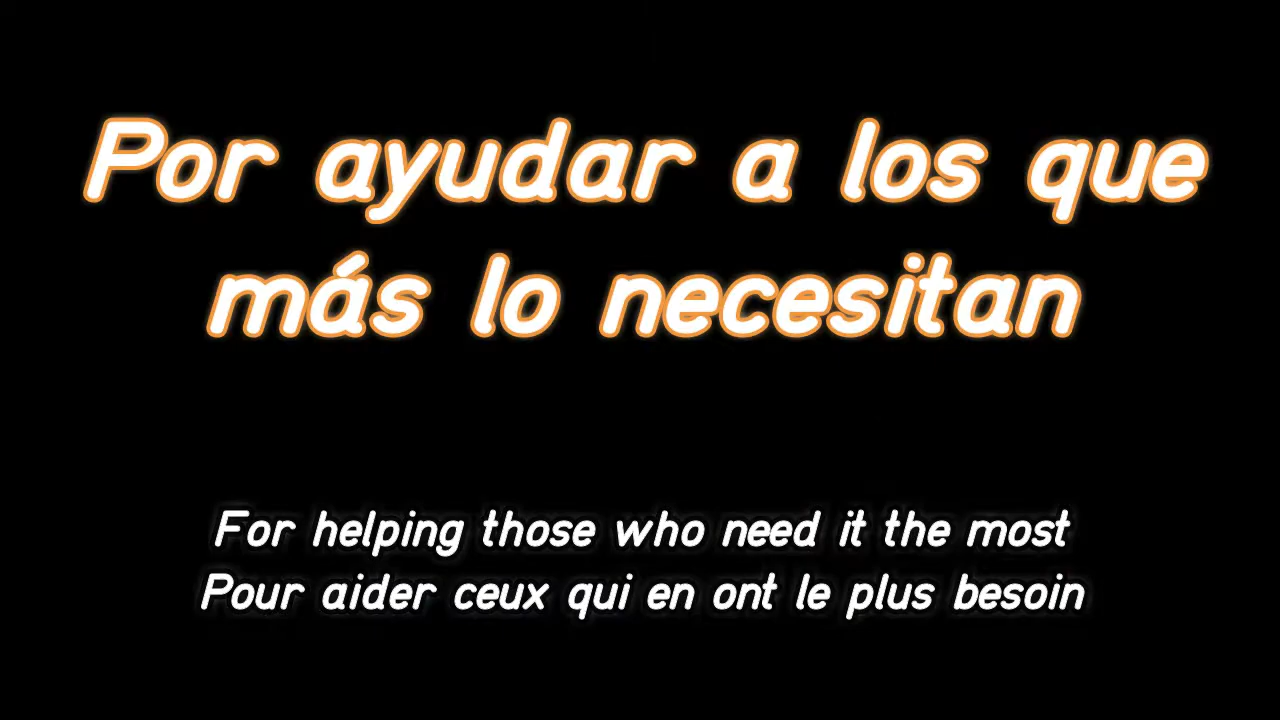 Por ayudar a los que
más lo necesitan
For helping those who need it the most
Pour aider ceux qui en ont le plus besoin